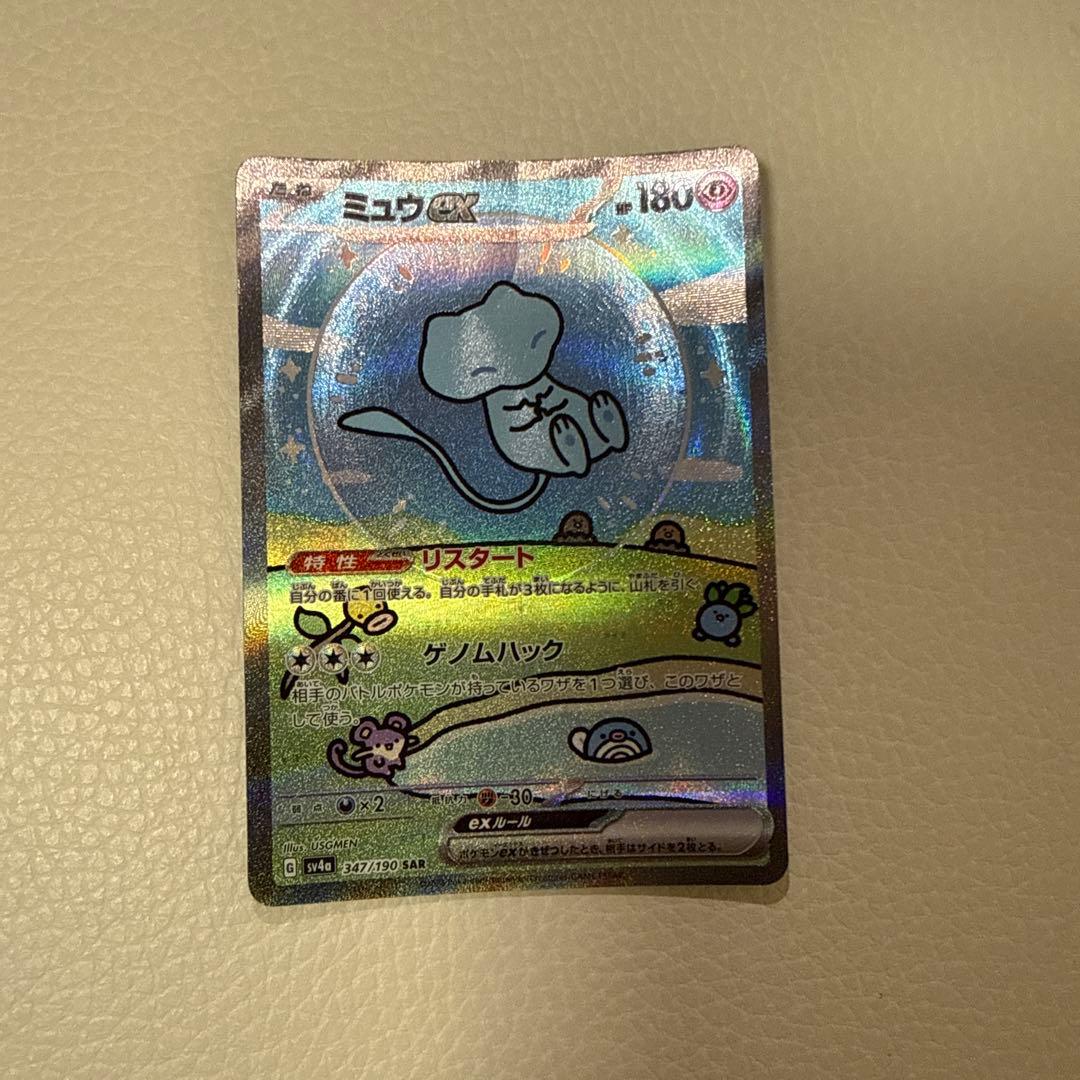 たね ミュウex HP 180
特性 リスタート
自分の番に1回使える。自分の手札が3枚になるように、山札を引く。
ゲノムハック
相手のバトルポケモンが持っているワザを1つ選び、このワザと
して使う。
弱点 ×2 抵抗力 -30 にげる
exルール
ポケモンexがきぜつしたとき、相手はサイドを2枚とる。
Illus. USGMEN
G sv4a 347/190 SAR